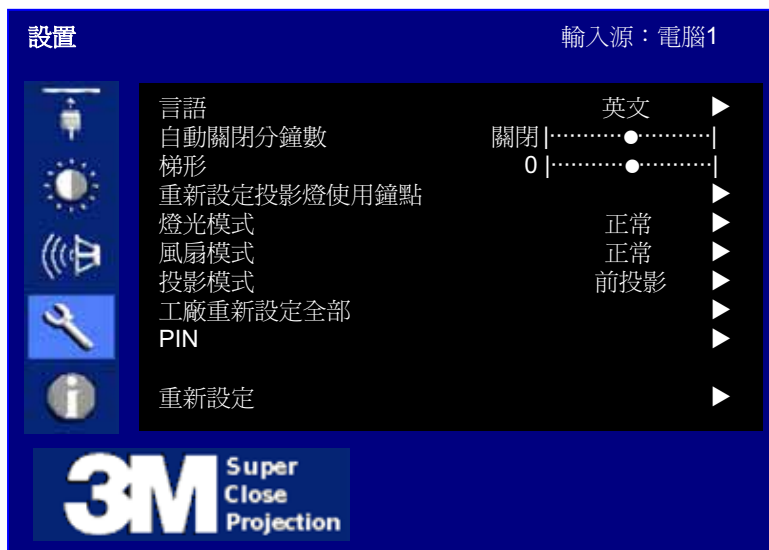 設置 輸入源：電腦1
言語 英文 ▶
自動關閉分鐘數 關閉 |··········●··········|
梯形 0 |··········●··········|
重新設定投影燈使用鐘點 ▶
燈光模式 正常 ▶
風扇模式 正常 ▶
投影模式 前投影 ▶
工廠重新設定全部 ▶
PIN ▶
重新設定 ▶
3M Super
Close
Projection